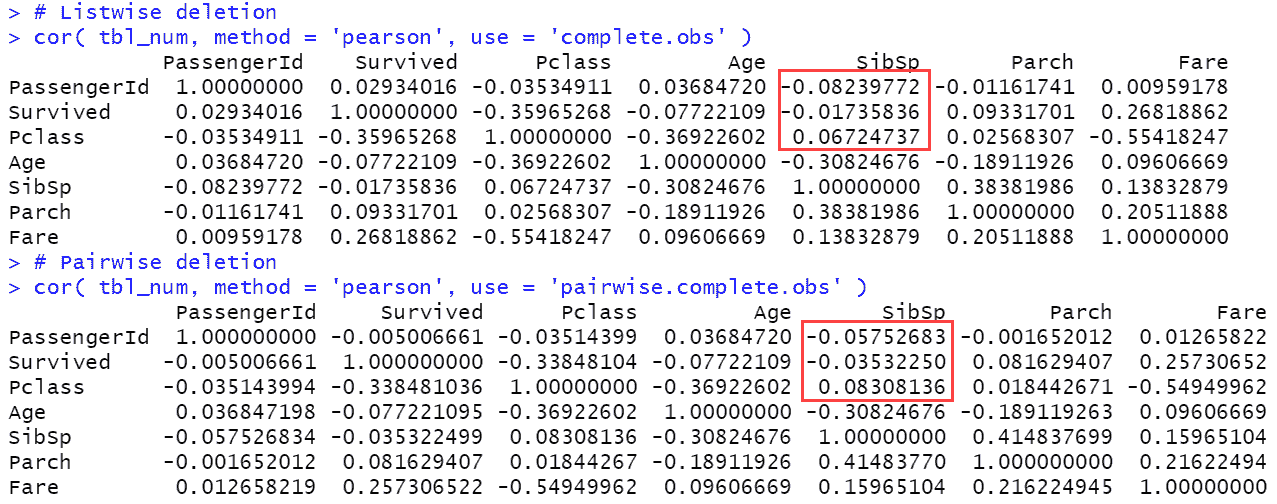 > # Listwise deletion
> cor( tbl_num, method = 'pearson', use = 'complete.obs' )
            PassengerId    Survived      Pclass         Age       SibSp       Parch        Fare
PassengerId  1.00000000  0.02934016 -0.03534911  0.03684720 -0.08239772 -0.01161741  0.00959178
Survived     0.02934016  1.00000000 -0.35965268 -0.07722109 -0.01735836  0.09331701  0.26818862
Pclass      -0.03534911 -0.35965268  1.00000000 -0.36922602  0.06724737  0.02568307 -0.55418247
Age          0.03684720 -0.07722109 -0.36922602  1.00000000 -0.30824676 -0.18911926  0.09606669
SibSp       -0.08239772 -0.01735836  0.06724737 -0.30824676  1.00000000  0.38381986  0.13832879
Parch       -0.01161741  0.09331701  0.02568307 -0.18911926  0.38381986  1.00000000  0.20511888
Fare         0.00959178  0.26818862 -0.55418247  0.09606669  0.13832879  0.20511888  1.00000000
> # Pairwise deletion
> cor( tbl_num, method = 'pearson', use = 'pairwise.complete.obs' )
             PassengerId     Survived      Pclass         Age       SibSp        Parch        Fare
PassengerId  1.000000000 -0.005006661 -0.03514399  0.03684720 -0.05752683 -0.001652012  0.01265822
Survived    -0.005006661  1.000000000 -0.33848104 -0.07722109 -0.03532250  0.081629407  0.25730652
Pclass      -0.035143994 -0.338481036  1.00000000 -0.36922602  0.08308136  0.018442671 -0.54949962
Age          0.036847198 -0.077221095 -0.36922602  1.00000000 -0.30824676 -0.189119263  0.09606669
SibSp       -0.057526834 -0.035322499  0.08308136 -0.30824676  1.00000000  0.414837699  0.15965104
Parch       -0.001652012  0.081629407  0.01844267 -0.18911926  0.41483770  1.000000000  0.21622494
Fare         0.012658219  0.257306522 -0.54949962  0.09606669  0.15965104  0.216224945  1.00000000